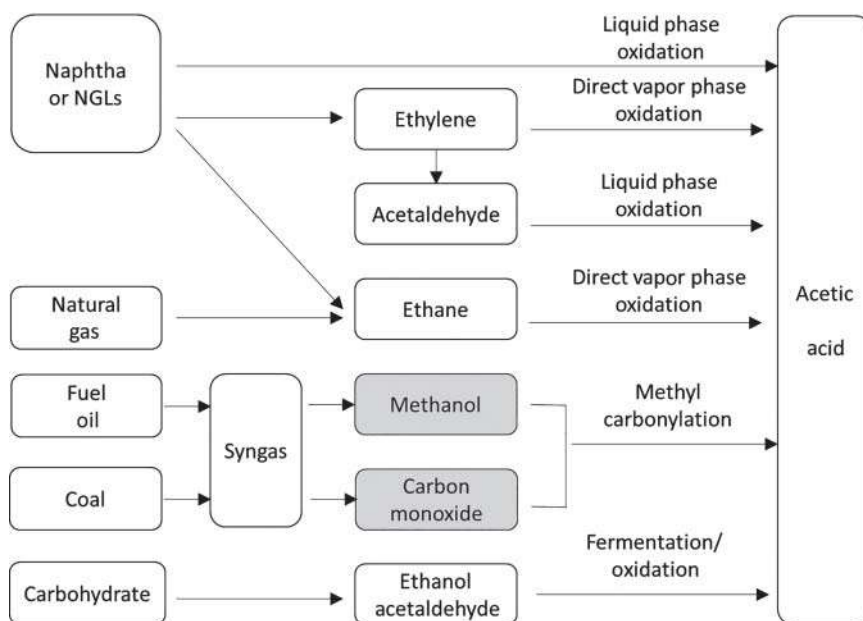 Naphtha
or NGLs
Liquid phase
oxidation
Ethylene
Direct vapor phase
oxidation
Acetaldehyde
Liquid phase
oxidation
Natural
gas
Ethane
Direct vapor phase
oxidation
Acetic
acid
Fuel
oil
Syngas
Methanol
Methyl
carbonylation
Coal
Carbon
monoxide
Carbohydrate
Ethanol
acetaldehyde
Fermentation/
oxidation